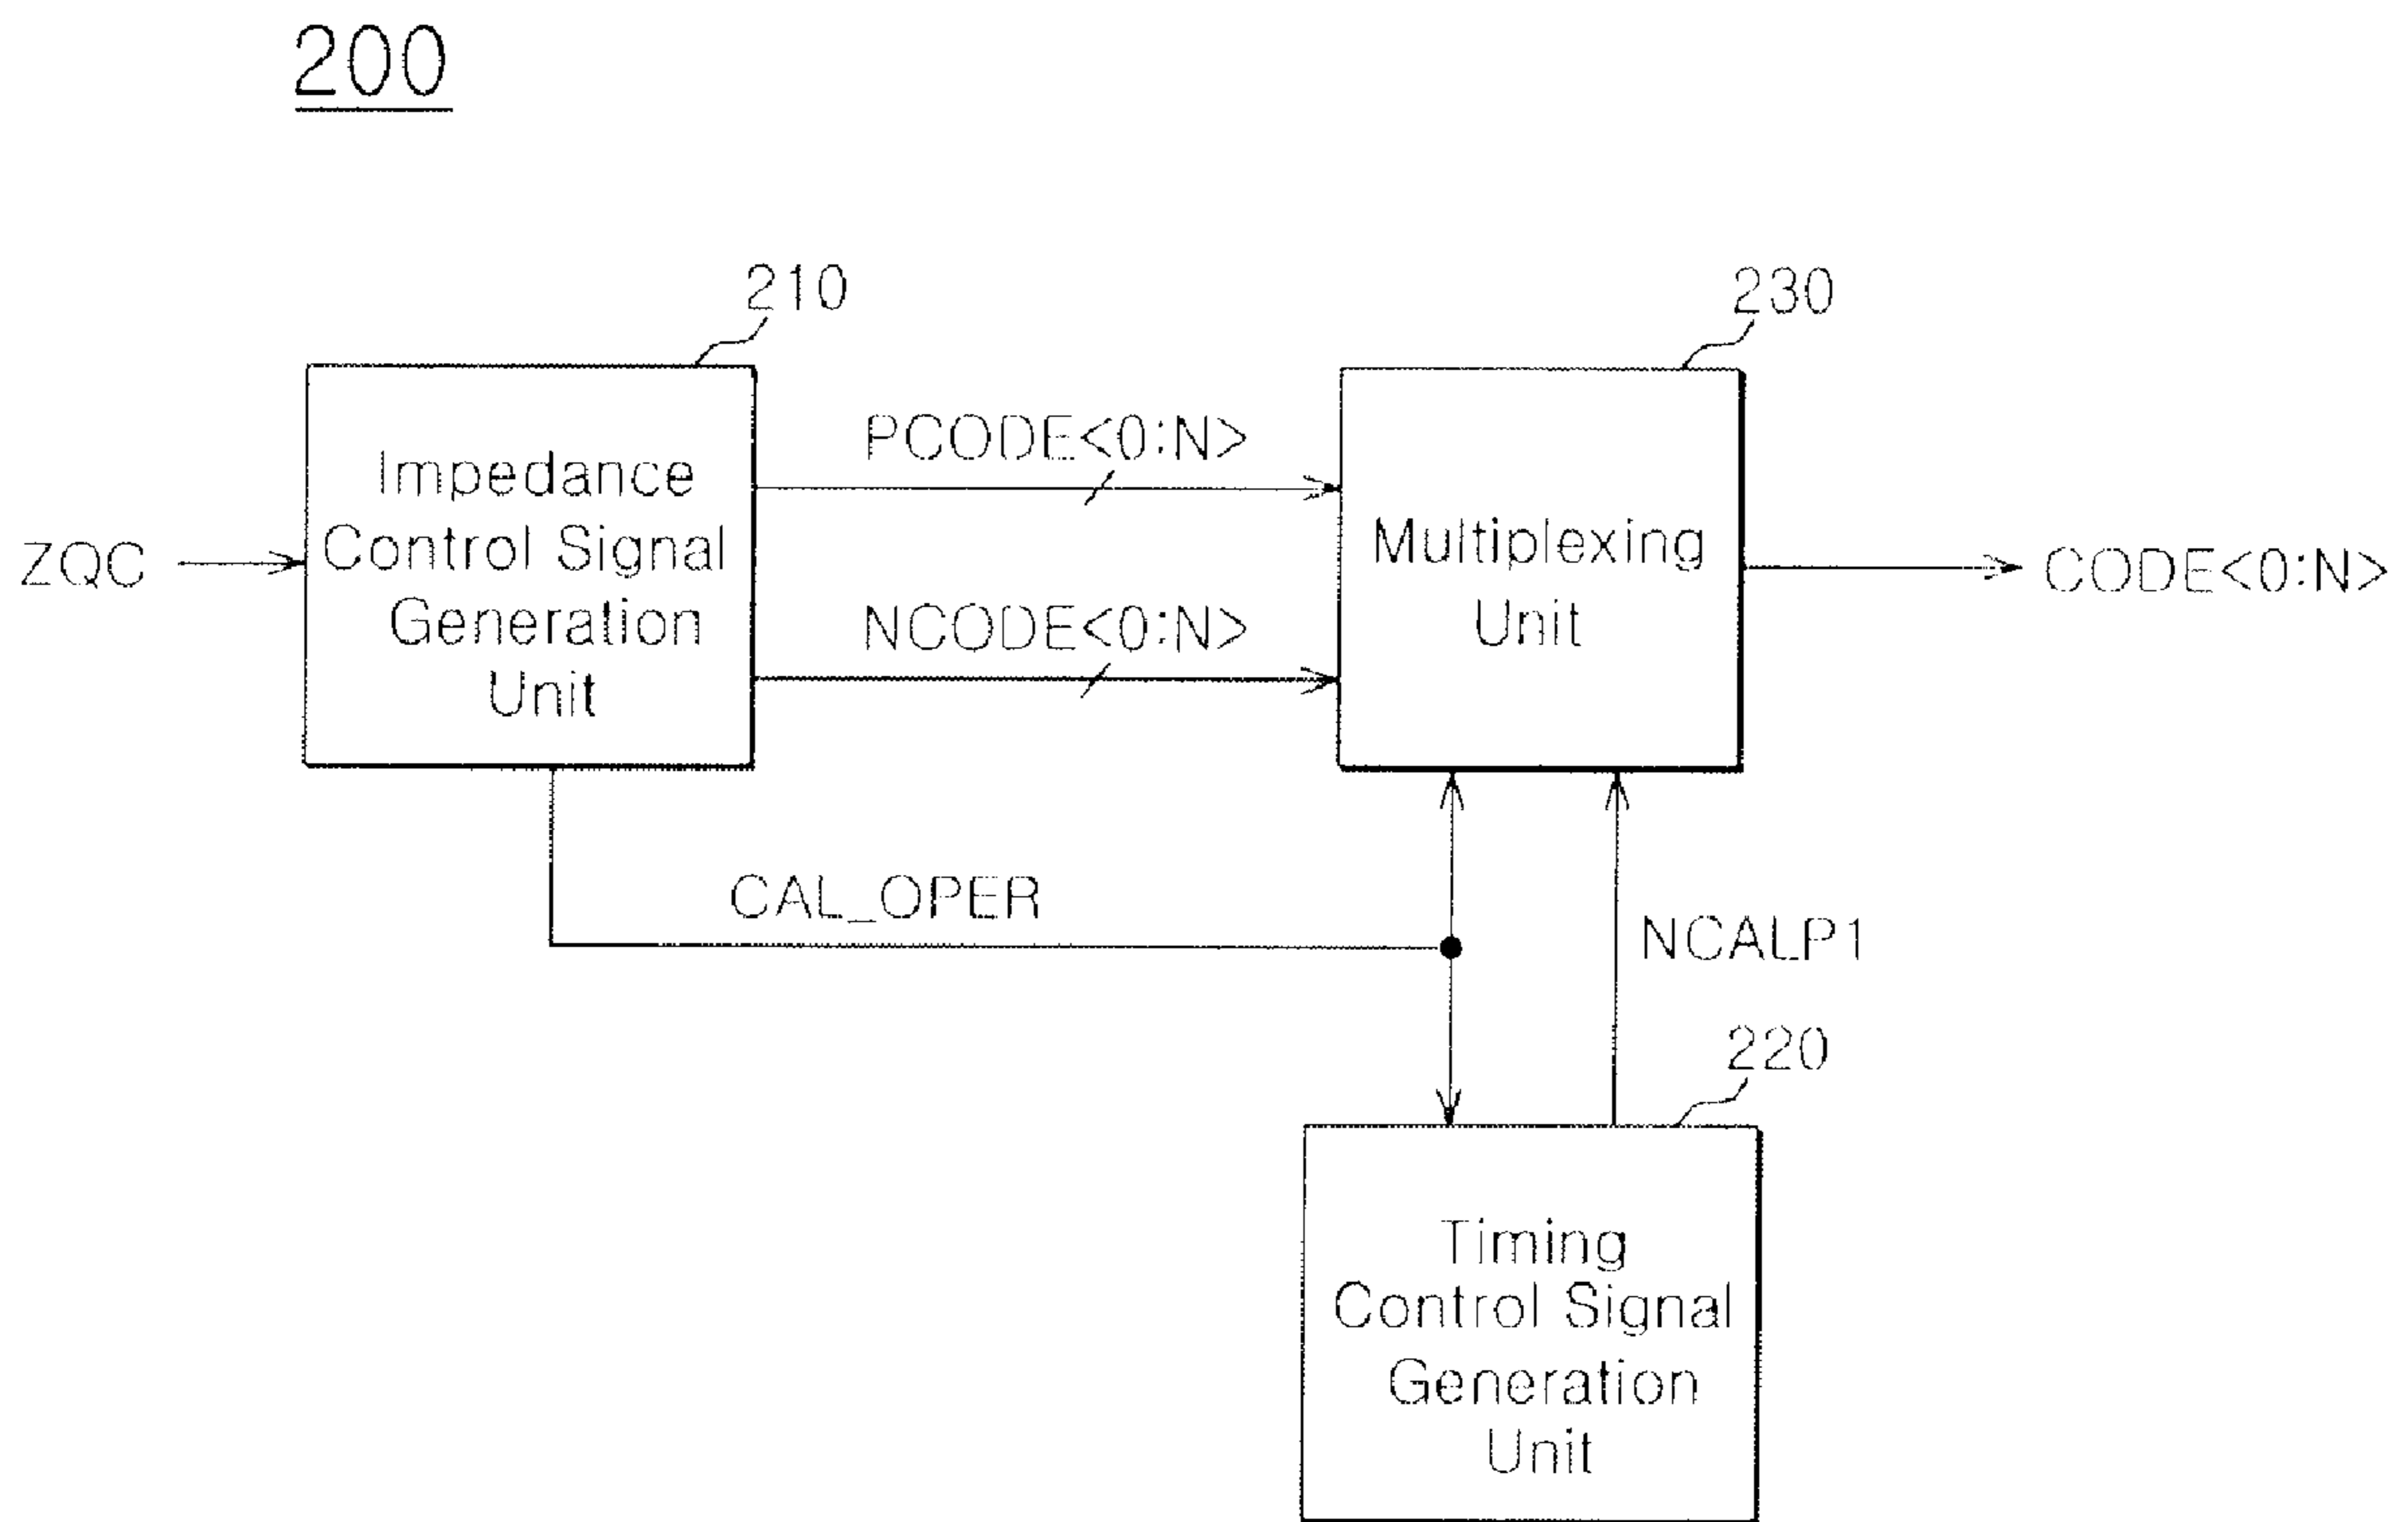 200
210
230
Impedance
Control Signal
Generation
Unit
PCODE<0:N>
NCODE<0:N>
Multiplexing
Unit
ZQC
CODE<0:N>
CAL_OPER
NCALP1
220
Timing
Control Signal
Generation
Unit